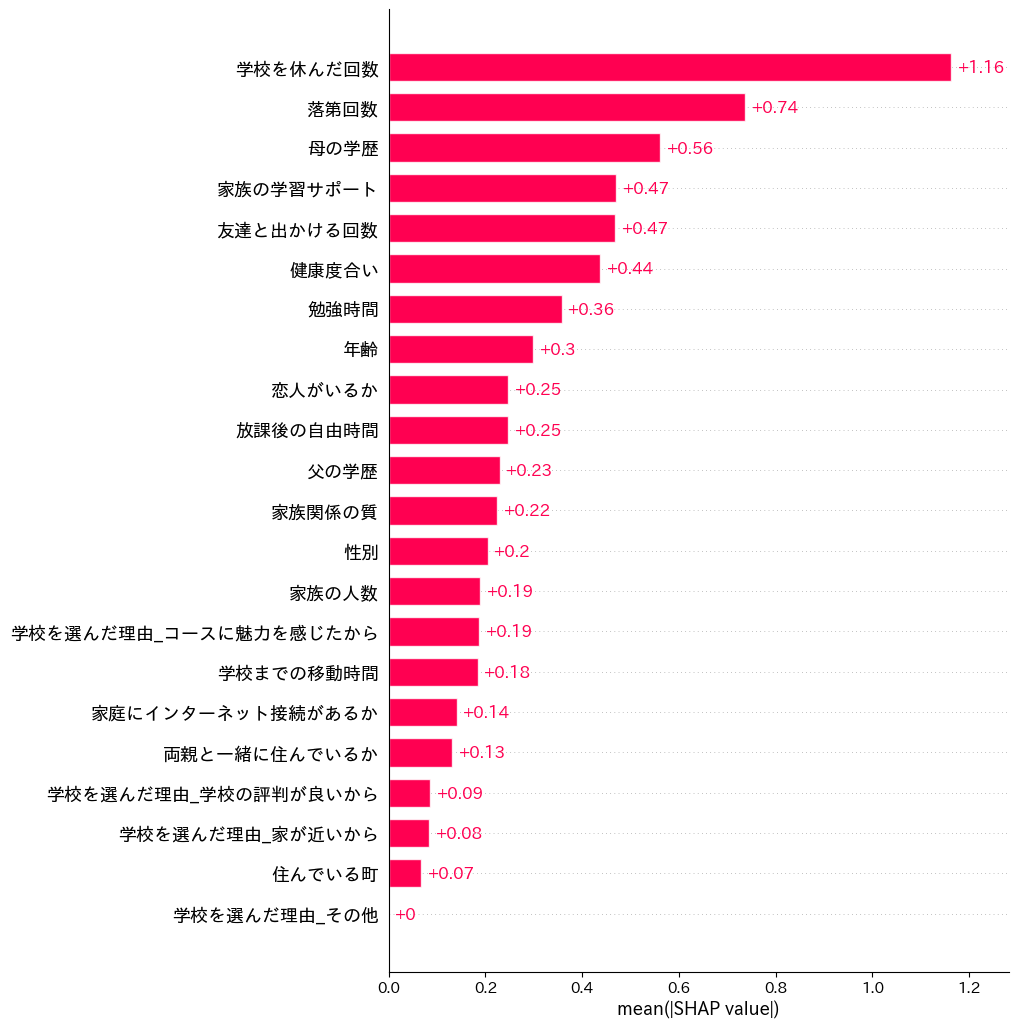 学校を休んだ回数 +1.16
落第回数 +0.74
母の学歴 +0.56
家族の学習サポート +0.47
友達と出かける回数 +0.47
健康度合い +0.44
勉強時間 +0.36
年齢 +0.3
恋人がいるか +0.25
放課後の自由時間 +0.25
父の学歴 +0.23
家族関係の質 +0.22
性別 +0.2
家族の人数 +0.19
学校を選んだ理由_コースに魅力を感じたから +0.19
学校までの移動時間 +0.18
家庭にインターネット接続があるか +0.14
両親と一緒に住んでいるか +0.13
学校を選んだ理由_学校の評判が良いから +0.09
学校を選んだ理由_家が近いから +0.08
住んでいる町 +0.07
学校を選んだ理由_その他 +0
0.0 0.2 0.4 0.6 0.8 1.0 1.2
mean(|SHAP value|)